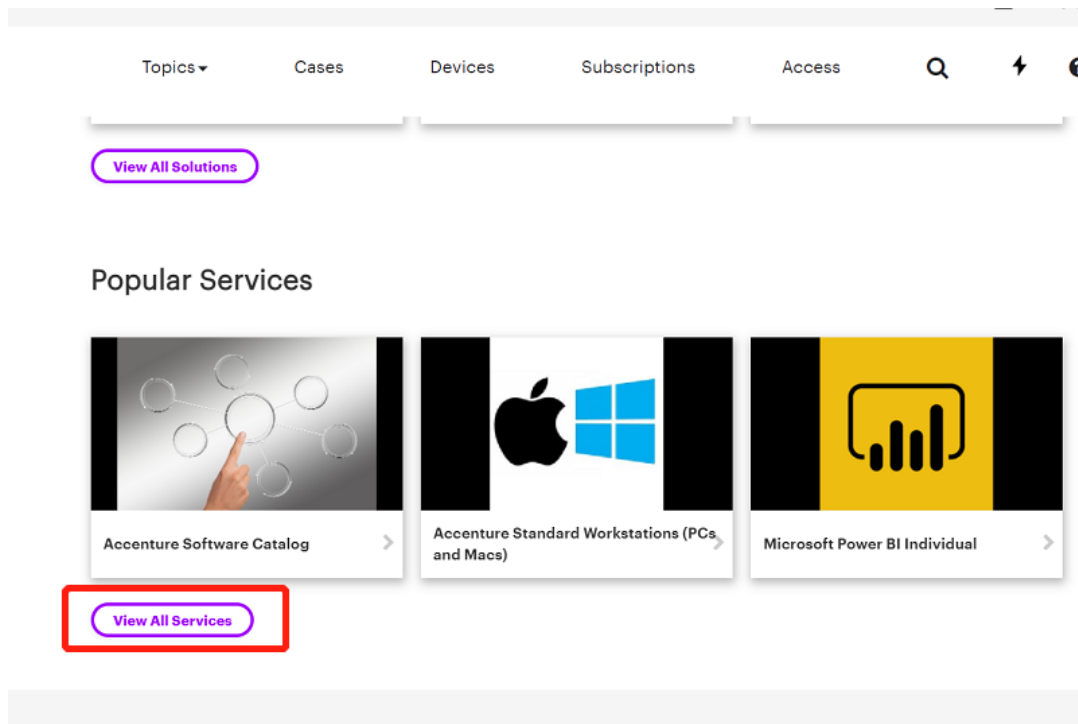 Topics Cases Devices Subscriptions Access
View All Solutions
Popular Services
Accenture Software Catalog
Accenture Standard Workstations (PCs
and Macs)
Microsoft Power BI Individual
View All Services